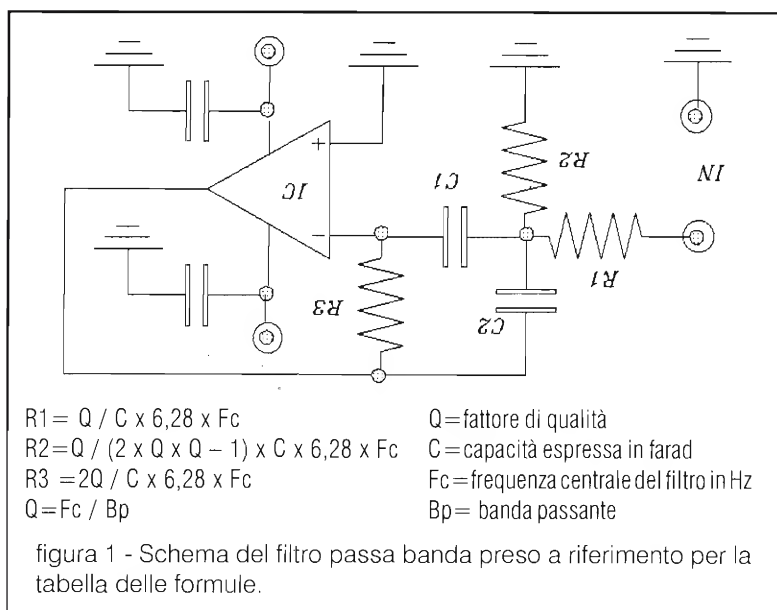 IC
+
−
C1
R2
IN
R1
C2
R3
R1= Q / C x 6,28 x Fc
R2=Q / (2 x Q x Q – 1) x C x 6,28 x Fc
R3 =2Q / C x 6,28 x Fc
Q=Fc / Bp
Q=fattore di qualità
C=capacità espressa in farad
Fc=frequenza centrale del filtro in Hz
Bp= banda passante
figura 1 - Schema del filtro passa banda preso a riferimento per la
tabella delle formule.